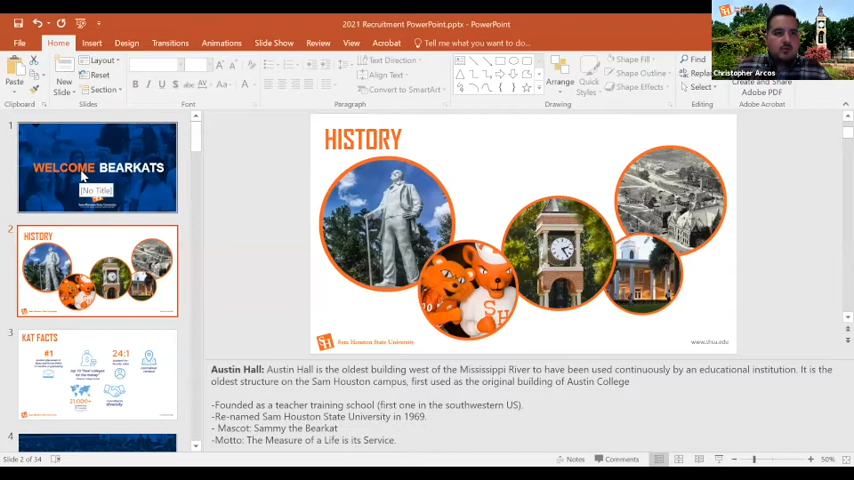 2021 Recruitment PowerPoint.pptx - PowerPoint
File Home Insert Design Transitions Animations Slide Show Review View Acrobat Tell me what you want to do...
Christopher Arcos
Paste
New Slide
Layout
Reset
Section
B I U S abc AV Aa A
Text Direction
Align Text
Convert to SmartArt
Arrange
Quick Styles
Shape Fill
Shape Outline
Shape Effects
Find
Select
Create and Share Adobe PDF
Clipboard Slides Font Paragraph Drawing Editing Adobe Acrobat
1
WELCOME BEARKATS
[No Title]
2
HISTORY
3
KAT FACTS
#1
24:1
21,000+
4
HISTORY
SH
Sam Houston State University
www.shsu.edu
Austin Hall: Austin Hall is the oldest building west of the Mississippi River to have been used continuously by an educational institution. It is the
oldest structure on the Sam Houston campus, first used as the original building of Austin College
-Founded as a teacher training school (first one in the southwestern US).
-Re-named Sam Houston State University in 1969.
- Mascot: Sammy the Bearkat
-Motto: The Measure of a Life is its Service.
Slide 2 of 34
Notes
Comments
50%